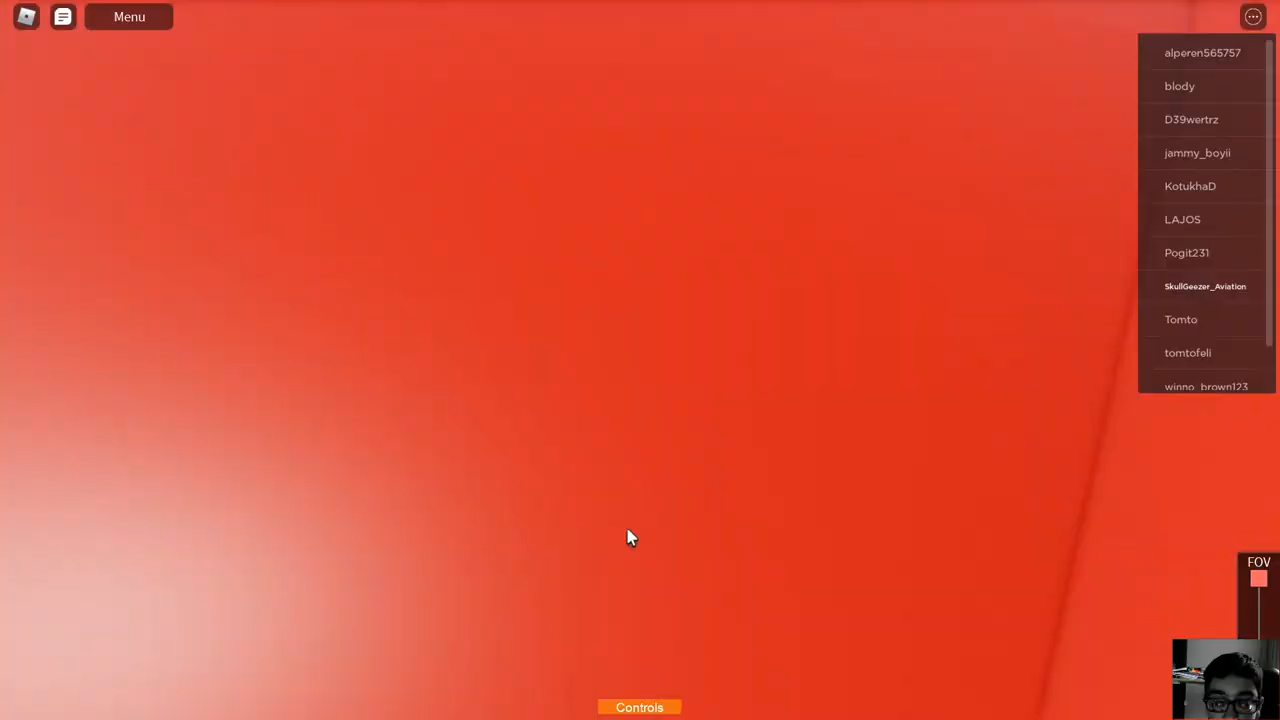 Menu
alperen565757
blody
D39wertrz
jammy_boyii
KotukhaD
LAJOS
Pogit231
SkullGeezer_Aviation
Tomto
tomtofeli
winno_brown123
FOV
Controls